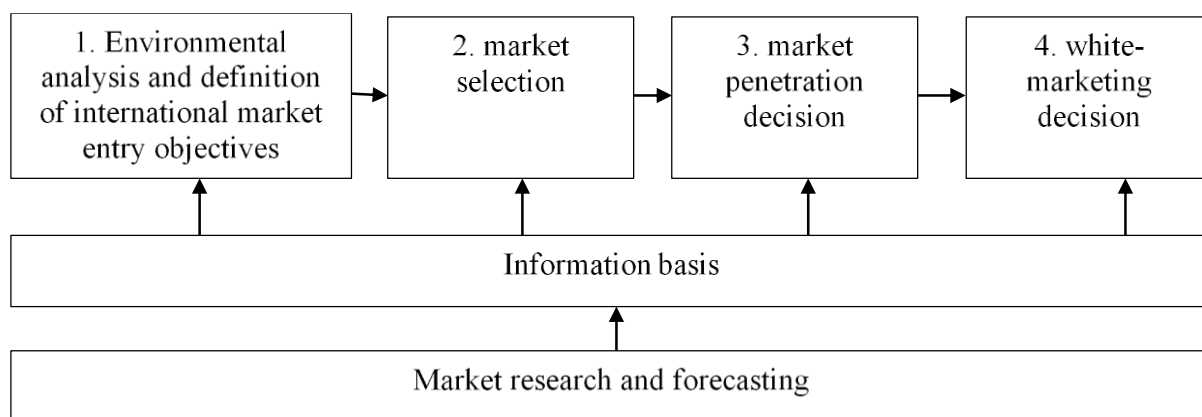 1. Environmental
analysis and definition
of international market
entry objectives
2. market
selection
3. market
penetration
decision
4. white-
marketing
decision
Information basis
Market research and forecasting